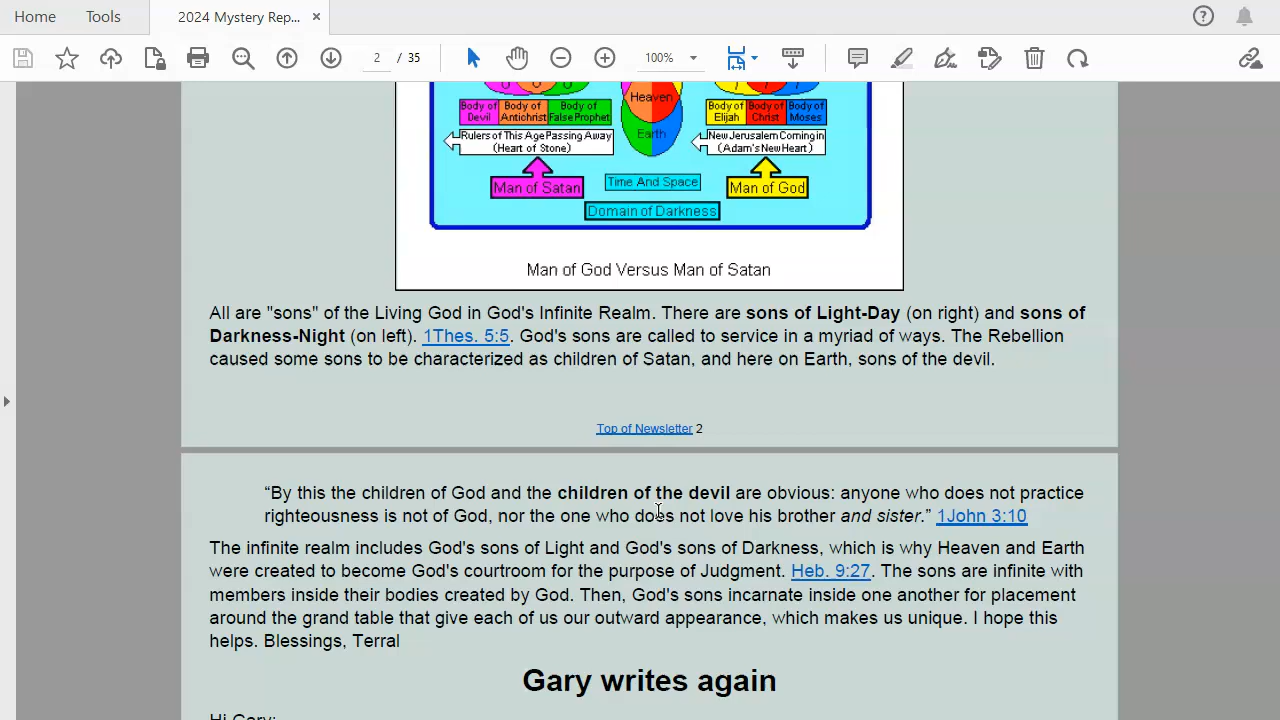 Home
Tools
2024 Mystery Rep...
2 / 35
100%
Heaven
Body of Devil
Body of Antichrist
Body of False Prophet
Body of Elijah
Body of Christ
Body of Moses
Earth
Rulers of This Age Passing Away
(Heart of Stone)
New Jerusalem Coming in
(Adam's New Heart)
Man of Satan
Time And Space
Man of God
Domain of Darkness
Man of God Versus Man of Satan
All are "sons" of the Living God in God's Infinite Realm. There are sons of Light-Day (on right) and sons of
Darkness-Night (on left). 1Thes. 5:5. God's sons are called to service in a myriad of ways. The Rebellion
caused some sons to be characterized as children of Satan, and here on Earth, sons of the devil.
Top of Newsletter 2
“By this the children of God and the children of the devil are obvious: anyone who does not practice
righteousness is not of God, nor the one who does not love his brother and sister.” 1John 3:10
The infinite realm includes God's sons of Light and God's sons of Darkness, which is why Heaven and Earth
were created to become God's courtroom for the purpose of Judgment. Heb. 9:27. The sons are infinite with
members inside their bodies created by God. Then, God's sons incarnate inside one another for placement
around the grand table that give each of us our outward appearance, which makes us unique. I hope this
helps. Blessings, Terral
Gary writes again
Hi Gary: